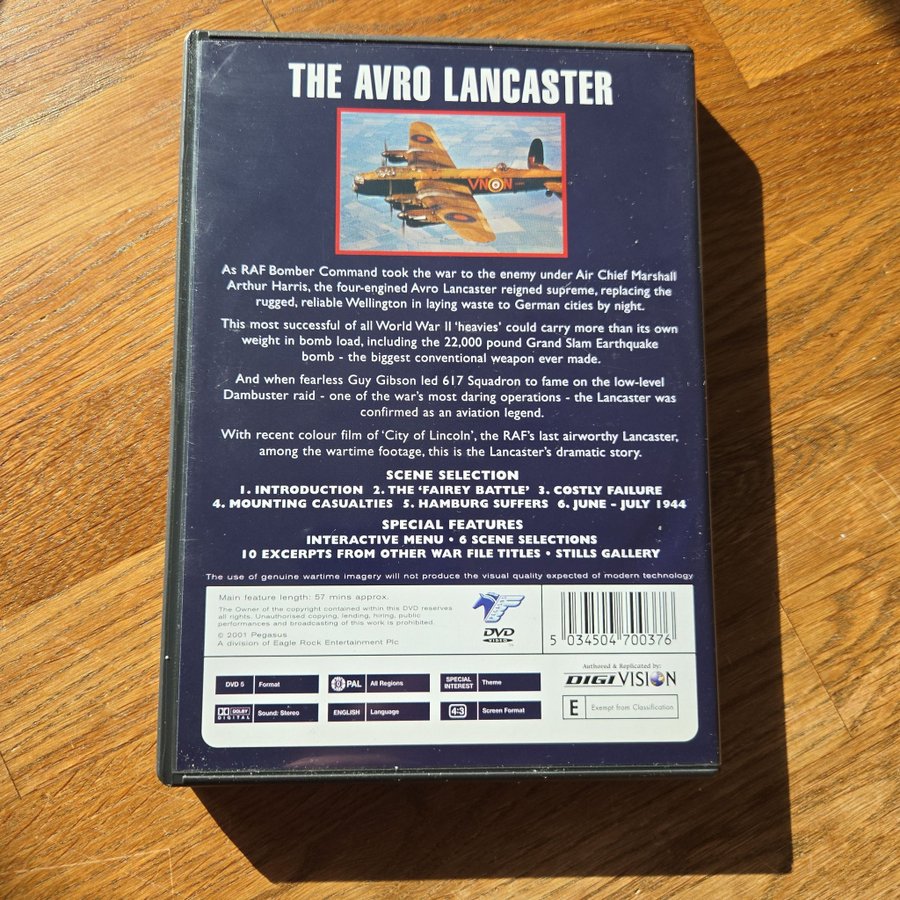 THE AVRO LANCASTER
VN N
As RAF Bomber Command took the war to the enemy under Air Chief Marshall
Arthur Harris, the four-engined Avro Lancaster reigned supreme, replacing the
rugged, reliable Wellington in laying waste to German cities by night.
This most successful of all World War II 'heavies' could carry more than its own
weight in bomb load, including the 22,000 pound Grand Slam Earthquake
bomb - the biggest conventional weapon ever made.
And when fearless Guy Gibson led 617 Squadron to fame on the low-level
Dambuster raid - one of the war's most daring operations - the Lancaster was
confirmed as an aviation legend.
With recent colour film of 'City of Lincoln', the RAF's last airworthy Lancaster,
among the wartime footage, this is the Lancaster's dramatic story.
SCENE SELECTION
1. INTRODUCTION 2. THE 'FAIREY BATTLE' 3. COSTLY FAILURE
4. MOUNTING CASUALTIES 5. HAMBURG SUFFERS 6. JUNE - JULY 1944
SPECIAL FEATURES
INTERACTIVE MENU • 6 SCENE SELECTIONS
10 EXCERPTS FROM OTHER WAR FILE TITLES • STILLS GALLERY
The use of genuine wartime imagery will not produce the visual quality expected of modern technology
Main feature length: 57 mins approx.
The Owner of the copyright contained within this DVD reserves
all rights. Unauthorised copying, lending, hiring, public
performances and broadcasting of this work is prohibited.
© 2001 Pegasus
A division of Eagle Rock Entertainment Plc
DVD
VIDEO
5 034504 700376
DVD 5 Format
PAL All Regions
SPECIAL INTEREST Theme
Authored & Replicated by:
DIGIVISION
DOLBY DIGITAL Sound: Stereo
ENGLISH Language
4:3 Screen Format
E Exempt from Classification